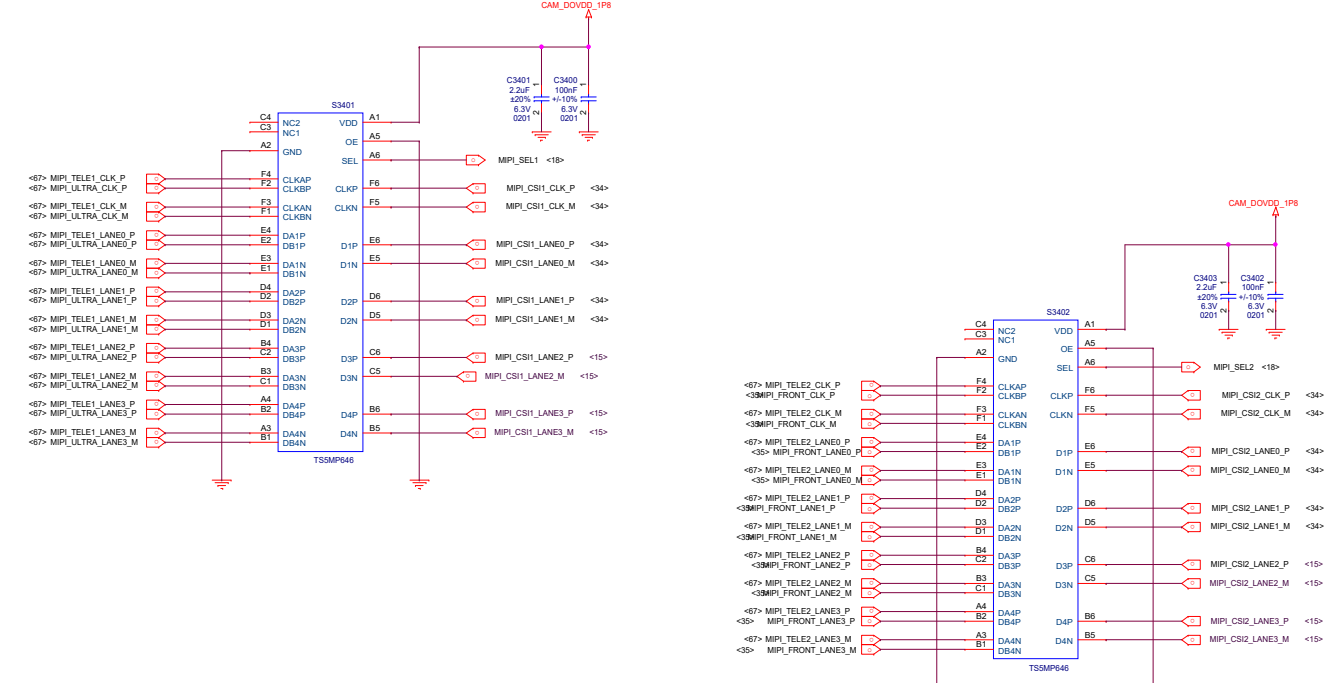 CAM_DOVDD_1P8
C3401
2.2uF
±20%
6.3V
0201
1
2
C3400
100nF
+/-10%
6.3V
0201
1
2
S3401
C4 NC2 VDD A1
C3 NC1
OE A5
A2 GND
SEL A6 MIPI_SEL1 <18>
<67> MIPI_TELE1_CLK_P F4 CLKAP
<67> MIPI_ULTRA_CLK_P F2 CLKBP CLKP F6 MIPI_CSI1_CLK_P <34>
<67> MIPI_TELE1_CLK_M F3 CLKAN CLKN F5 MIPI_CSI1_CLK_M <34>
<67> MIPI_ULTRA_CLK_M F1 CLKBN
<67> MIPI_TELE1_LANE0_P E4 DA1P
<67> MIPI_ULTRA_LANE0_P E2 DB1P D1P E6 MIPI_CSI1_LANE0_P <34>
<67> MIPI_TELE1_LANE0_M E3 DA1N D1N E5 MIPI_CSI1_LANE0_M <34>
<67> MIPI_ULTRA_LANE0_M E1 DB1N
<67> MIPI_TELE1_LANE1_P D4 DA2P
<67> MIPI_ULTRA_LANE1_P D2 DB2P D2P D6 MIPI_CSI1_LANE1_P <34>
<67> MIPI_TELE1_LANE1_M D3 DA2N D2N D5 MIPI_CSI1_LANE1_M <34>
<67> MIPI_ULTRA_LANE1_M D1 DB2N
<67> MIPI_TELE1_LANE2_P B4 DA3P
<67> MIPI_ULTRA_LANE2_P C2 DB3P D3P C6 MIPI_CSI1_LANE2_P <15>
<67> MIPI_TELE1_LANE2_M B3 DA3N D3N C5 MIPI_CSI1_LANE2_M <15>
<67> MIPI_ULTRA_LANE2_M C1 DB3N
<67> MIPI_TELE1_LANE3_P A4 DA4P
<67> MIPI_ULTRA_LANE3_P B2 DB4P D4P B6 MIPI_CSI1_LANE3_P <15>
<67> MIPI_TELE1_LANE3_M A3 DA4N D4N B5 MIPI_CSI1_LANE3_M <15>
<67> MIPI_ULTRA_LANE3_M B1 DB4N
TS5MP646
CAM_DOVDD_1P8
C3403
2.2uF
±20%
6.3V
0201
1
2
C3402
100nF
+/-10%
6.3V
0201
1
2
S3402
C4 NC2 VDD A1
C3 NC1
OE A5
A2 GND
SEL A6 MIPI_SEL2 <18>
<67> MIPI_TELE2_CLK_P F4 CLKAP
<35> MIPI_FRONT_CLK_P F2 CLKBP CLKP F6 MIPI_CSI2_CLK_P <34>
<67> MIPI_TELE2_CLK_M F3 CLKAN CLKN F5 MIPI_CSI2_CLK_M <34>
<35> MIPI_FRONT_CLK_M F1 CLKBN
<67> MIPI_TELE2_LANE0_P E4 DA1P
<35> MIPI_FRONT_LANE0_P E2 DB1P D1P E6 MIPI_CSI2_LANE0_P <34>
<67> MIPI_TELE2_LANE0_M E3 DA1N D1N E5 MIPI_CSI2_LANE0_M <34>
<35> MIPI_FRONT_LANE0_M E1 DB1N
<67> MIPI_TELE2_LANE1_P D4 DA2P
<35> MIPI_FRONT_LANE1_P D2 DB2P D2P D6 MIPI_CSI2_LANE1_P <34>
<67> MIPI_TELE2_LANE1_M D3 DA2N D2N D5 MIPI_CSI2_LANE1_M <34>
<35> MIPI_FRONT_LANE1_M D1 DB2N
<67> MIPI_TELE2_LANE2_P B4 DA3P
<35> MIPI_FRONT_LANE2_P C2 DB3P D3P C6 MIPI_CSI2_LANE2_P <15>
<67> MIPI_TELE2_LANE2_M B3 DA3N D3N C5 MIPI_CSI2_LANE2_M <15>
<35> MIPI_FRONT_LANE2_M C1 DB3N
<67> MIPI_TELE2_LANE3_P A4 DA4P
<35> MIPI_FRONT_LANE3_P B2 DB4P D4P B6 MIPI_CSI2_LANE3_P <15>
<67> MIPI_TELE2_LANE3_M A3 DA4N D4N B5 MIPI_CSI2_LANE3_M <15>
<35> MIPI_FRONT_LANE3_M B1 DB4N
TS5MP646